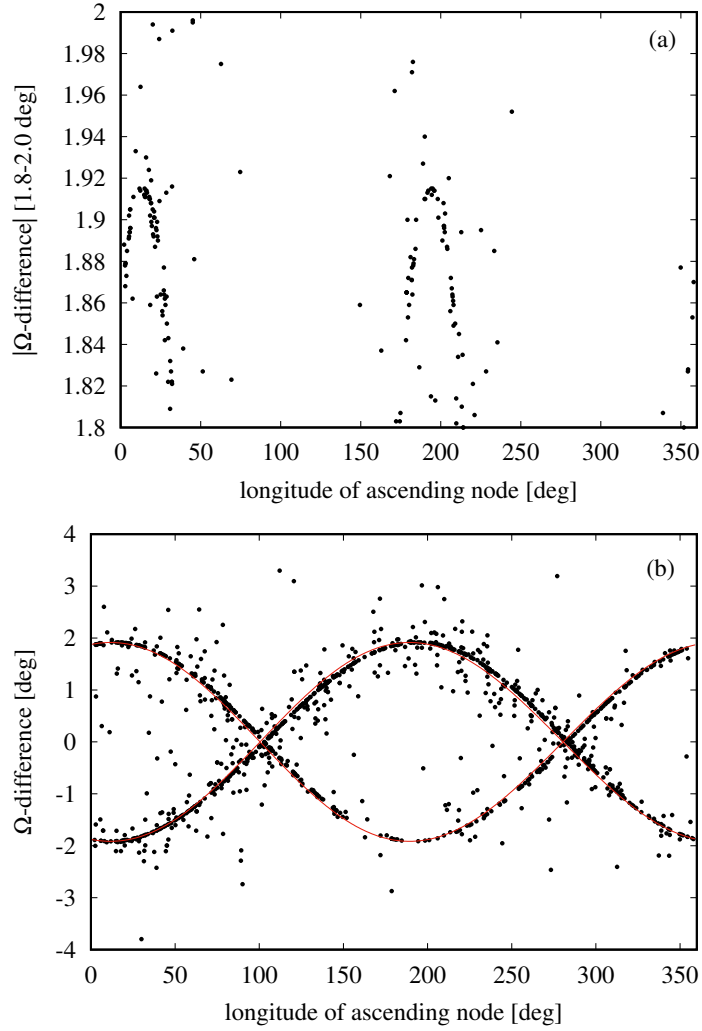 (a)
|Ω-difference| [1.8-2.0 deg]
2
1.98
1.96
1.94
1.92
1.9
1.88
1.86
1.84
1.82
1.8
0 50 100 150 200 250 300 350
longitude of ascending node [deg]
(b)
Ω-difference [deg]
4
3
2
1
0
-1
-2
-3
-4
0 50 100 150 200 250 300 350
longitude of ascending node [deg]